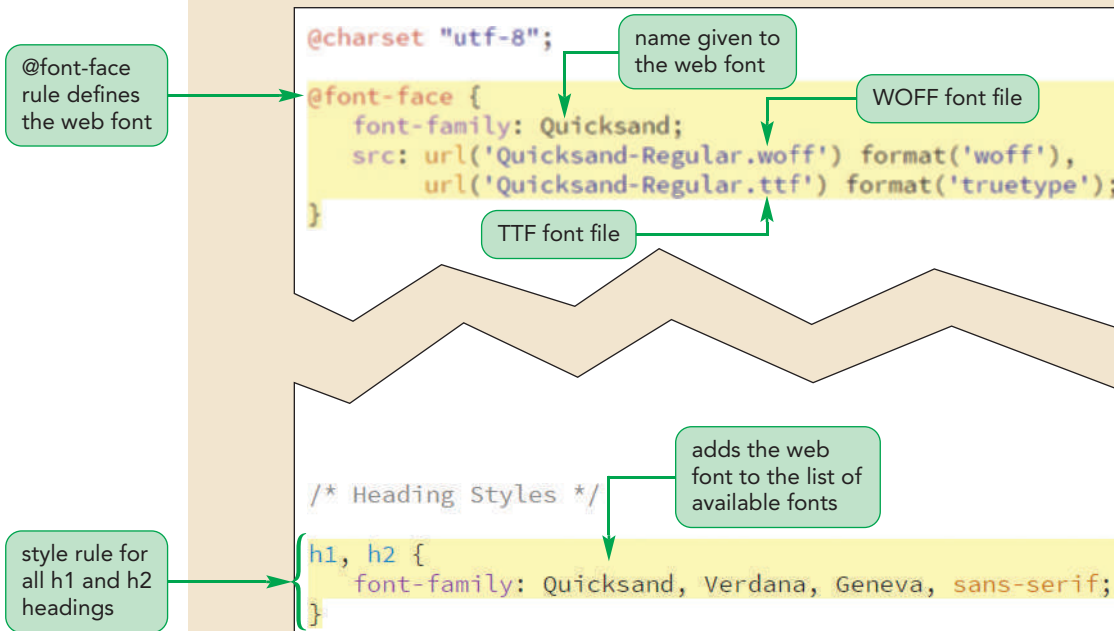 @font-face
rule defines
the web font
@charset "utf-8";
name given to
the web font
@font-face {
font-family: Quicksand;
WOFF font file
src: url('Quicksand-Regular.woff') format('woff'),
url('Quicksand-Regular.ttf') format('truetype');
}
TTF font file
adds the web
font to the list of
available fonts
/* Heading Styles */
style rule for
all h1 and h2
headings
h1, h2 {
font-family: Quicksand, Verdana, Geneva, sans-serif;
}